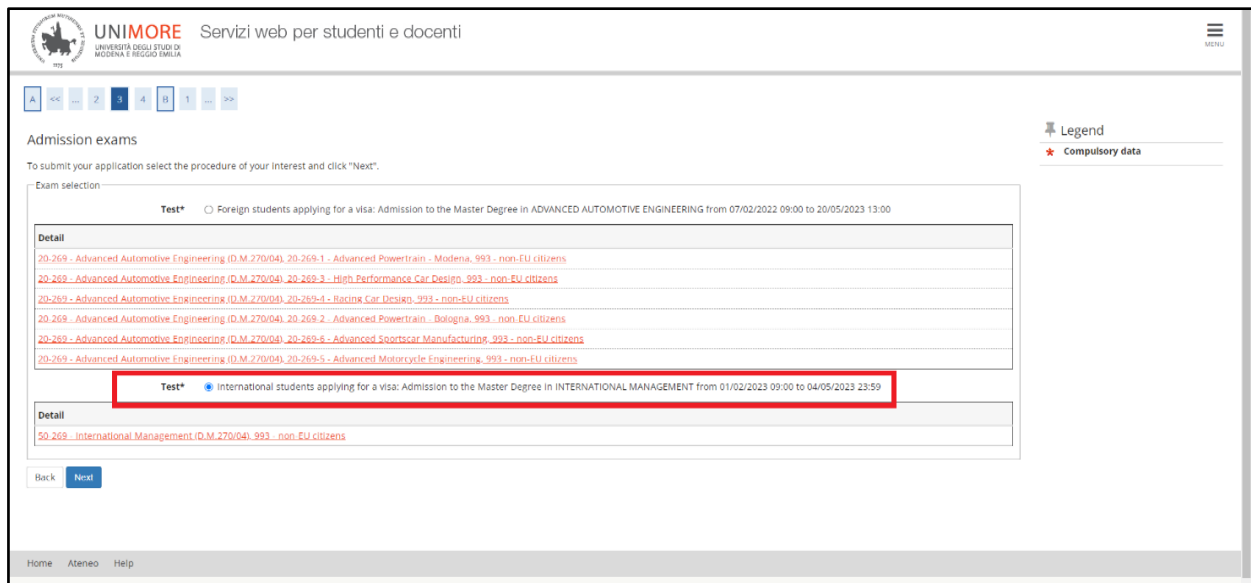 UNIMORE
UNIVERSITÀ DEGLI STUDI DI
MODENA E REGGIO EMILIA
Servizi web per studenti e docenti
MENU
A << ... 2 3 4 B 1 ... >>
Admission exams
To submit your application select the procedure of your interest and click "Next".
Exam selection
Test* Foreign students applying for a visa: Admission to the Master Degree in ADVANCED AUTOMOTIVE ENGINEERING from 07/02/2022 09:00 to 20/05/2023 13:00
Detail
20-269 - Advanced Automotive Engineering (D.M.270/04), 20-269-1 - Advanced Powertrain - Modena, 993 - non-EU citizens
20-269 - Advanced Automotive Engineering (D.M.270/04), 20-269-3 - High Performance Car Design, 993 - non-EU citizens
20-269 - Advanced Automotive Engineering (D.M.270/04), 20-269-4 - Racing Car Design, 993 - non-EU citizens
20-269 - Advanced Automotive Engineering (D.M.270/04), 20-269-2 - Advanced Powertrain - Bologna, 993 - non-EU citizens
20-269 - Advanced Automotive Engineering (D.M.270/04), 20-269-6 - Advanced Sportscar Manufacturing, 993 - non-EU citizens
20-269 - Advanced Automotive Engineering (D.M.270/04), 20-269-5 - Advanced Motorcycle Engineering, 993 - non-EU citizens
Test* International students applying for a visa: Admission to the Master Degree in INTERNATIONAL MANAGEMENT from 01/02/2023 09:00 to 04/05/2023 23:59
Detail
50-269 - International Management (D.M.270/04), 993 - non-EU citizens
Back Next
Legend
* Compulsory data
Home Ateneo Help